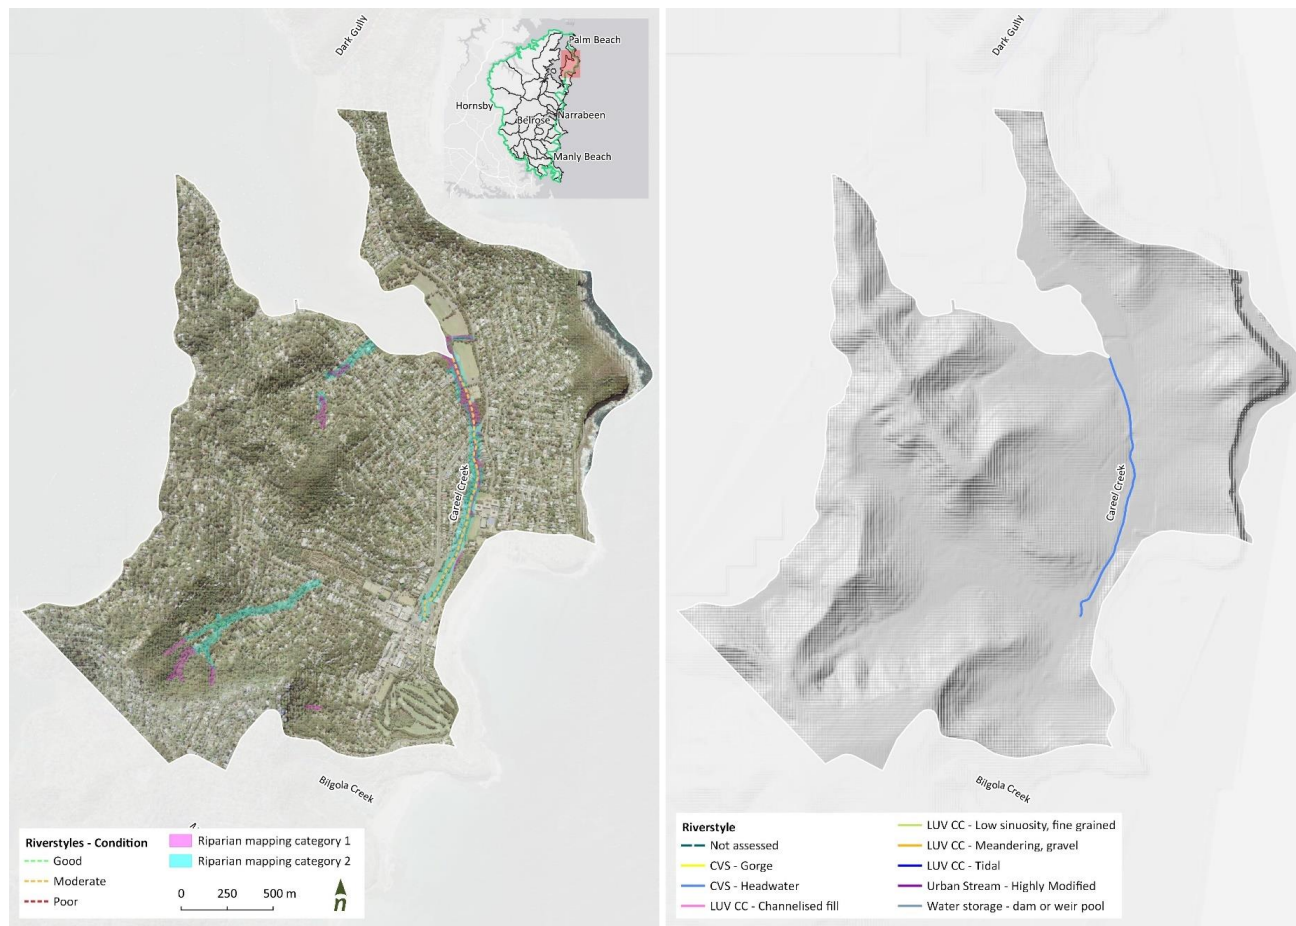 Dark Gully
Palm Beach
Hornsby
Belrose
Narrabeen
Manly Beach
Careel Creek
Bilgola Creek
Riverstyles - Condition
Good
Moderate
Poor
Riparian mapping category 1
Riparian mapping category 2
0 250 500 m
n
Dark Gully
Careel Creek
Bilgola Creek
Riverstyle
Not assessed
CVS - Gorge
CVS - Headwater
LUV CC - Channelised fill
LUV CC - Low sinuosity, fine grained
LUV CC - Meandering, gravel
LUV CC - Tidal
Urban Stream - Highly Modified
Water storage - dam or weir pool